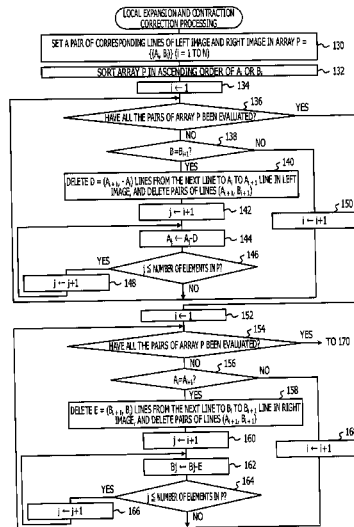 LOCAL EXPANSION AND CONTRACTION
CORRECTION PROCESSING
SET A PAIR OF CORRESPONDING LINES OF LEFT IMAGE AND RIGHT IMAGE IN ARRAY P =
{(Ai, Bi)} (i = 1 TO N)
130
SORT ARRAY P IN ASCENDING ORDER OF Ai OR Bi
132
i ← 1
134
136
HAVE ALL THE PAIRS OF ARRAY P BEEN EVALUATED?
YES
NO
138
Bi=Bi+1?
NO
YES
140
DELETE D = (Ai+1 - Ai) LINES FROM THE NEXT LINE TO Ai TO Ai+1 LINE IN LEFT
IMAGE, AND DELETE PAIRS OF LINES (Ai+1, Bi+1)
150
j ← i+1
142
i ← i+1
Aj ← Aj-D
144
146
YES
j ≤ NUMBER OF ELEMENTS IN P?
j ← j+1
148
NO
i ← 1
152
154
HAVE ALL THE PAIRS OF ARRAY P BEEN EVALUATED?
YES
TO 170
NO
156
Ai=Ai+1?
NO
YES
158
DELETE E = (Bi+1, Bi) LINES FROM THE NEXT LINE TO Bi TO Bi+1 LINE IN RIGHT
IMAGE, AND DELETE PAIRS OF LINES (Ai+1, Bi+1)
j ← i+1
160
i ← i+1
Bj ← Bj-E
162
164
YES
j ≤ NUMBER OF ELEMENTS IN P?
j ← j+1
166
NO